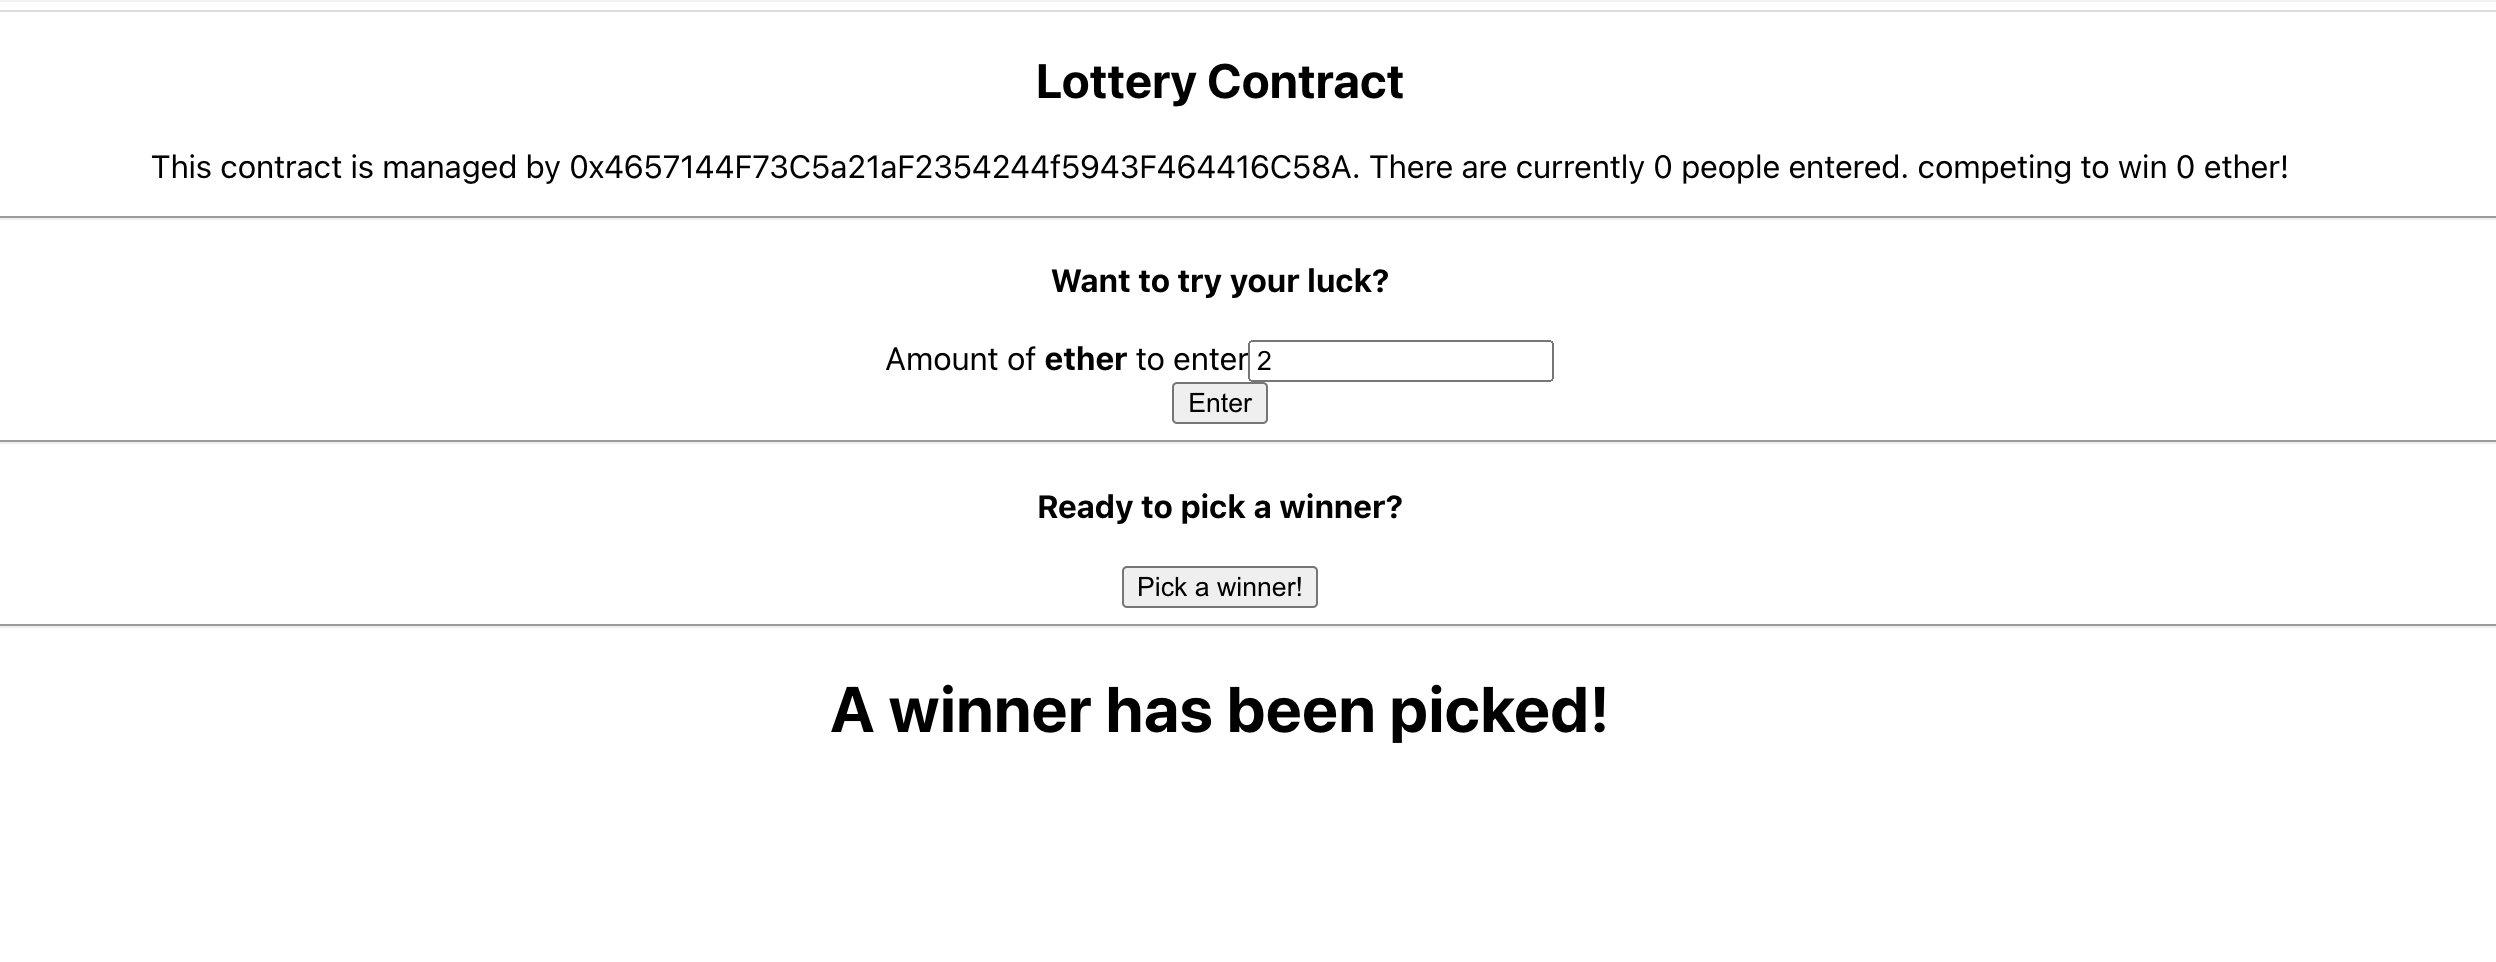 Lottery Contract
This contract is managed by 0x4657144F73C5a21aF2354244f5943F464416C58A. There are currently 0 people entered. competing to win 0 ether!
Want to try your luck?
Amount of ether to enter 2
Enter
Ready to pick a winner?
Pick a winner!
A winner has been picked!